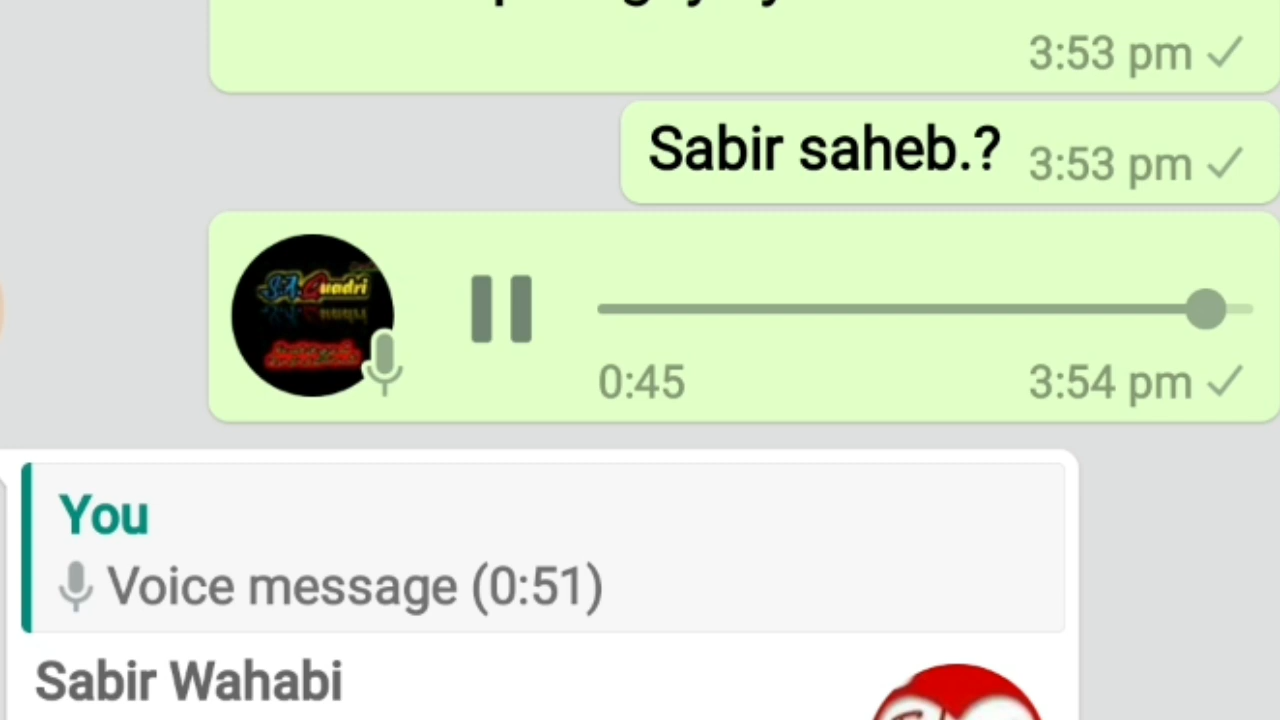 3:53 pm
Sabir saheb.? 3:53 pm
S.A. Quadri
0:45 3:54 pm
You
Voice message (0:51)
Sabir Wahabi